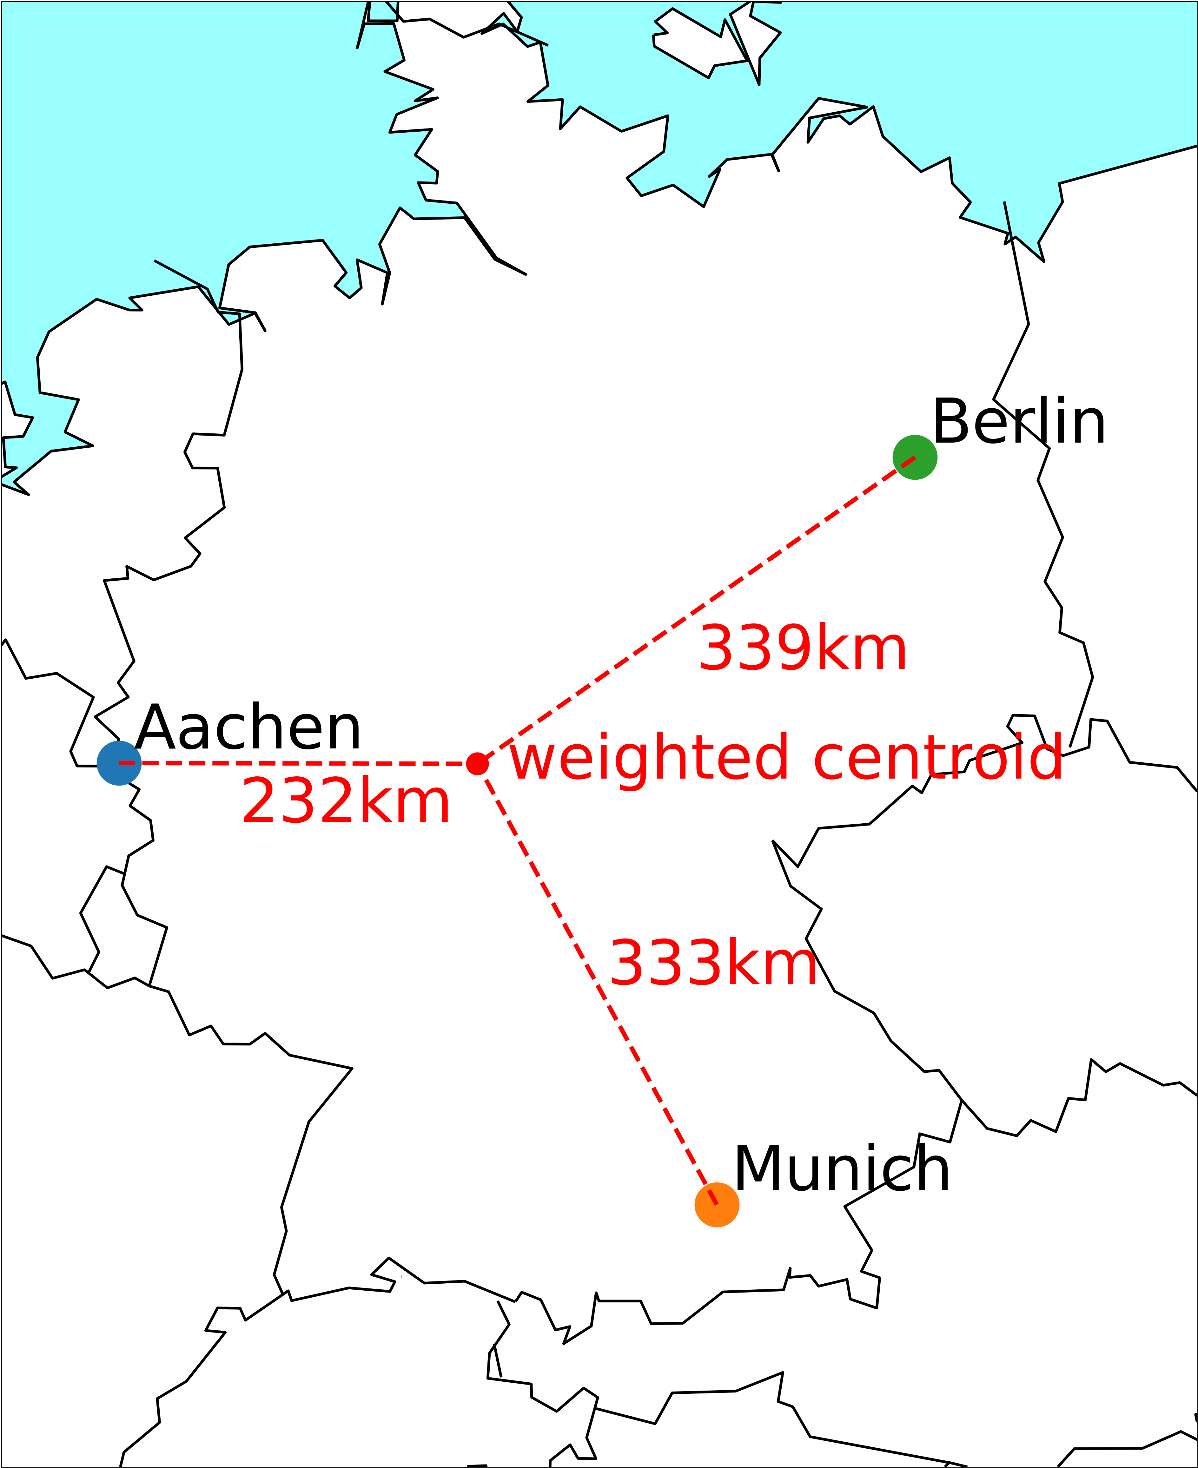 Berlin
339km
Aachen
weighted centroid
232km
333km
Munich